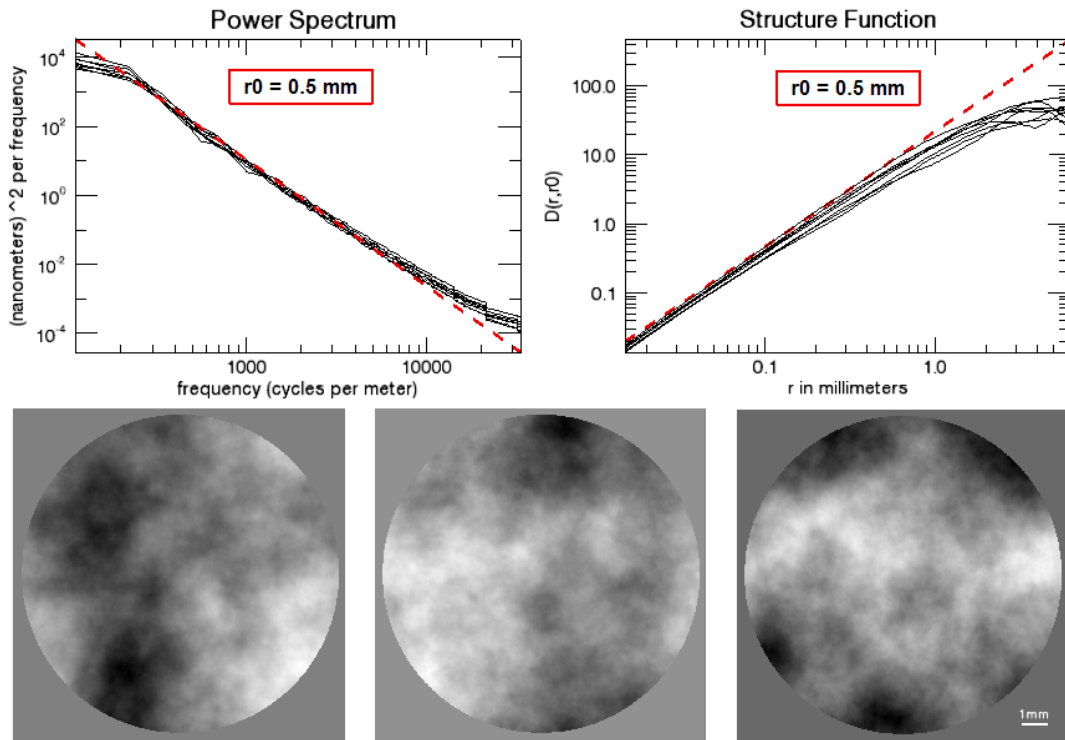 Power Spectrum
r0 = 0.5 mm
(nanometers) ^2 per frequency
10^4
10^2
10^0
10^-2
10^-4
1000
10000
frequency (cycles per meter)
Structure Function
r0 = 0.5 mm
D(r,r0)
100.0
10.0
1.0
0.1
0.1
1.0
r in millimeters
1mm